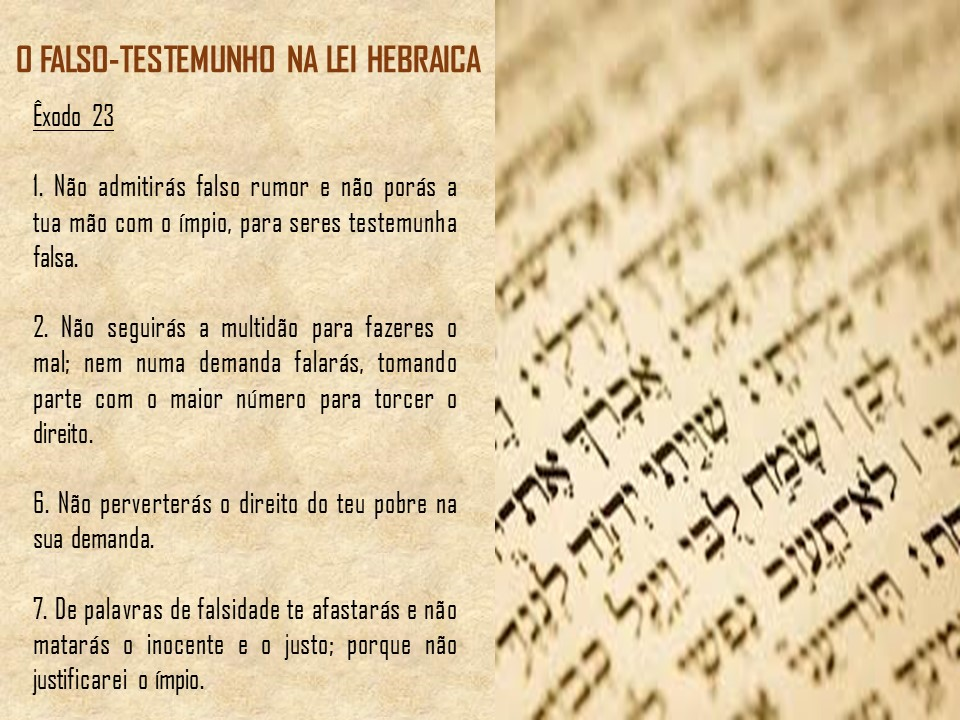 O FALSO-TESTEMUNHO NA LEI HEBRAICA
Êxodo 23
1. Não admitirás falso rumor e não porás a
tua mão com o ímpio, para seres testemunha
falsa.
2. Não seguirás a multidão para fazeres o
mal; nem numa demanda falarás, tomando
parte com o maior número para torcer o
direito.
6. Não perverterás o direito do teu pobre na
sua demanda.
7. De palavras de falsidade te afastarás e não
matarás o inocente e o justo; porque não
justificarei o ímpio.
אֲבָרֵךְ אֶת־
שִׁוִּיתִי יְהוָה
לָכֵן ׀ שָׂמַח לִבִּי וַיָּגֶל
כִּי ׀ לֹא־תַעֲזֹב נַפְשִׁי